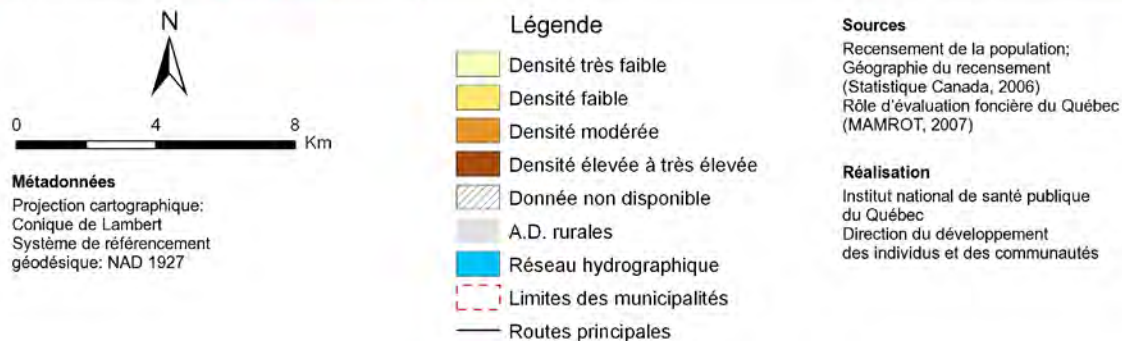 N
0 4 8
Km
Métadonnées
Projection cartographique:
Conique de Lambert
Système de référencement
géodésique: NAD 1927
Légende
Densité très faible
Densité faible
Densité modérée
Densité élevée à très élevée
Donnée non disponible
A.D. rurales
Réseau hydrographique
Limites des municipalités
Routes principales
Sources
Recensement de la population;
Géographie du recensement
(Statistique Canada, 2006)
Rôle d'évaluation foncière du Québec
(MAMROT, 2007)
Réalisation
Institut national de santé publique
du Québec
Direction du développement
des individus et des communautés